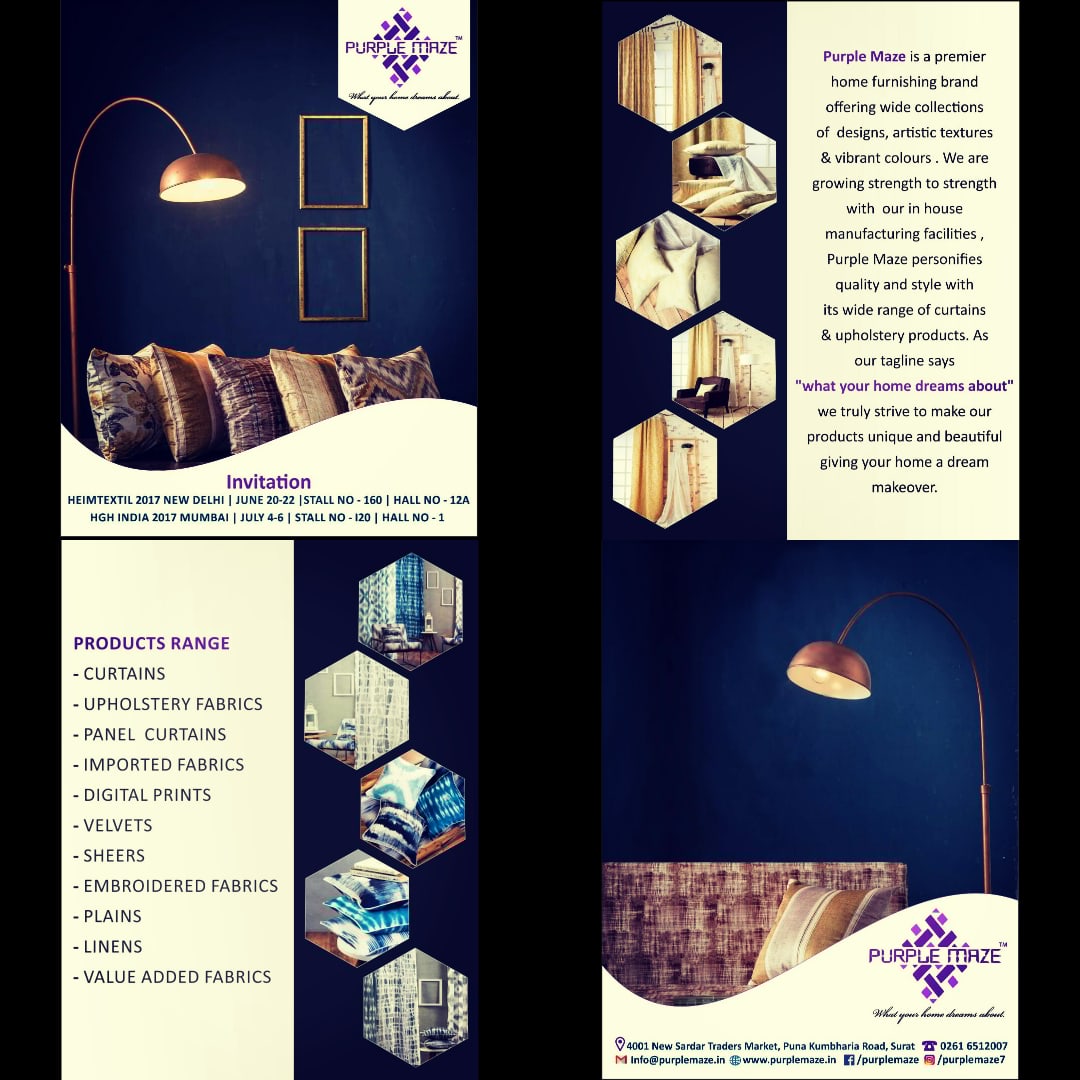 PURPLE MAZE™
What your home dreams about.
Invitation
HEIMTEXTIL 2017 NEW DELHI | JUNE 20-22 |STALL NO - 160 | HALL NO - 12A
HGH INDIA 2017 MUMBAI | JULY 4-6 | STALL NO - I20 | HALL NO - 1
Purple Maze is a premier
home furnishing brand
offering wide collections
of designs, artistic textures
& vibrant colours . We are
growing strength to strength
with our in house
manufacturing facilities ,
Purple Maze personifies
quality and style with
its wide range of curtains
& upholstery products. As
our tagline says
"what your home dreams about"
we truly strive to make our
products unique and beautiful
giving your home a dream
makeover.
PRODUCTS RANGE
- CURTAINS
- UPHOLSTERY FABRICS
- PANEL CURTAINS
- IMPORTED FABRICS
- DIGITAL PRINTS
- VELVETS
- SHEERS
- EMBROIDERED FABRICS
- PLAINS
- LINENS
- VALUE ADDED FABRICS
PURPLE MAZE™
What your home dreams about.
4001 New Sardar Traders Market, Puna Kumbharia Road, Surat 0261 6512007
Info@purplemaze.in www.purplemaze.in /purplemaze /purplemaze7